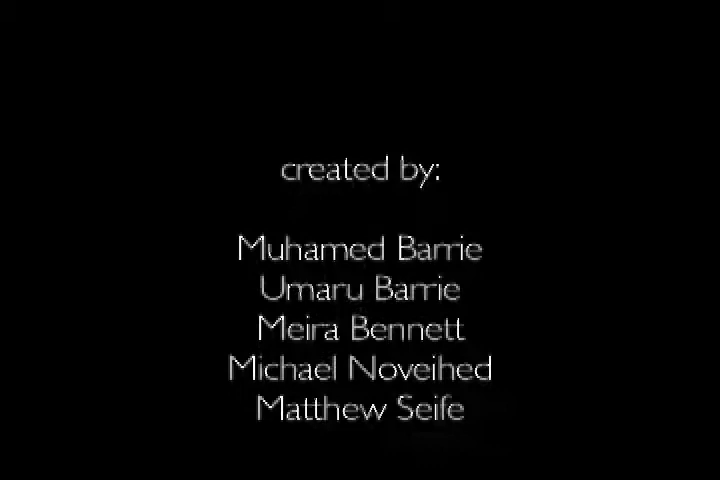 created by:
Muhamed Barrie
Umaru Barrie
Meira Bennett
Michael Noveihed
Matthew Seife